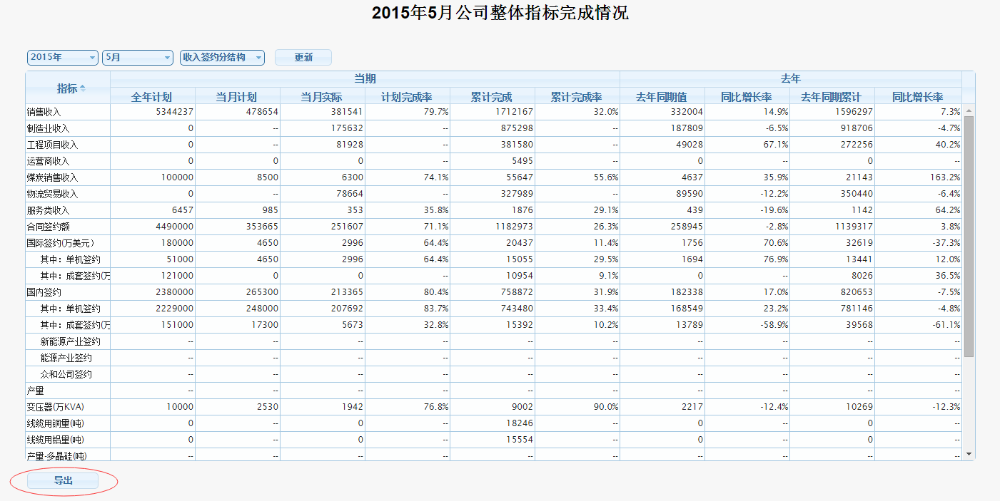 2015年5月公司整体指标完成情况
2015年 5月 收入签约分结构 更新
指标 当期 去年
全年计划 当月计划 当月实际 计划完成率 累计完成 累计完成率 去年同期值 同比增长率 去年同期累计 同比增长率
销售收入 5344237 478654 381541 79.7% 1712167 32.0% 332004 14.9% 1596297 7.3%
制造业收入 0 -- 175632 -- 875298 -- 187809 -6.5% 918706 -4.7%
工程项目收入 0 -- 81928 -- 381580 -- 49028 67.1% 272256 40.2%
运营商收入 0 0 0 -- 5495 -- 0 -- 0 --
煤炭销售收入 100000 8500 6300 74.1% 55647 55.6% 4637 35.9% 21143 163.2%
物流贸易收入 0 -- 78664 -- 327989 -- 89590 -12.2% 350440 -6.4%
服务类收入 6457 985 353 35.8% 1876 29.1% 439 -19.6% 1142 64.2%
合同签约额 4490000 353665 251607 71.1% 1182973 26.3% 258945 -2.8% 1139317 3.8%
国际签约(万美元） 180000 4650 2996 64.4% 20437 11.4% 1756 70.6% 32619 -37.3%
其中：单机签约 51000 4650 2996 64.4% 15055 29.5% 1694 76.9% 13441 12.0%
其中：成套签约(万 121000 0 0 -- 10954 9.1% 0 -- 8026 36.5%
国内签约 2380000 265300 213365 80.4% 758872 31.9% 182338 17.0% 820653 -7.5%
其中：单机签约 2229000 248000 207692 83.7% 743480 33.4% 168549 23.2% 781146 -4.8%
其中：成套签约(万 151000 17300 5673 32.8% 15392 10.2% 13789 -58.9% 39568 -61.1%
新能源产业签约 -- -- -- -- -- -- -- -- -- --
能源产业签约 -- -- -- -- -- -- -- -- -- --
众和公司签约 -- -- -- -- -- -- -- -- -- --
产量 -- -- -- -- -- -- -- -- -- --
变压器(万KVA) 10000 2530 1942 76.8% 9002 90.0% 2217 -12.4% 10269 -12.3%
线缆用铜量(吨) 0 -- 0 -- 18246 -- 0 -- 0 --
线缆用铝量(吨) 0 -- 0 -- 15554 -- 0 -- 0 --
产量-多晶硅(吨) -- -- -- -- -- -- -- -- -- --
导出